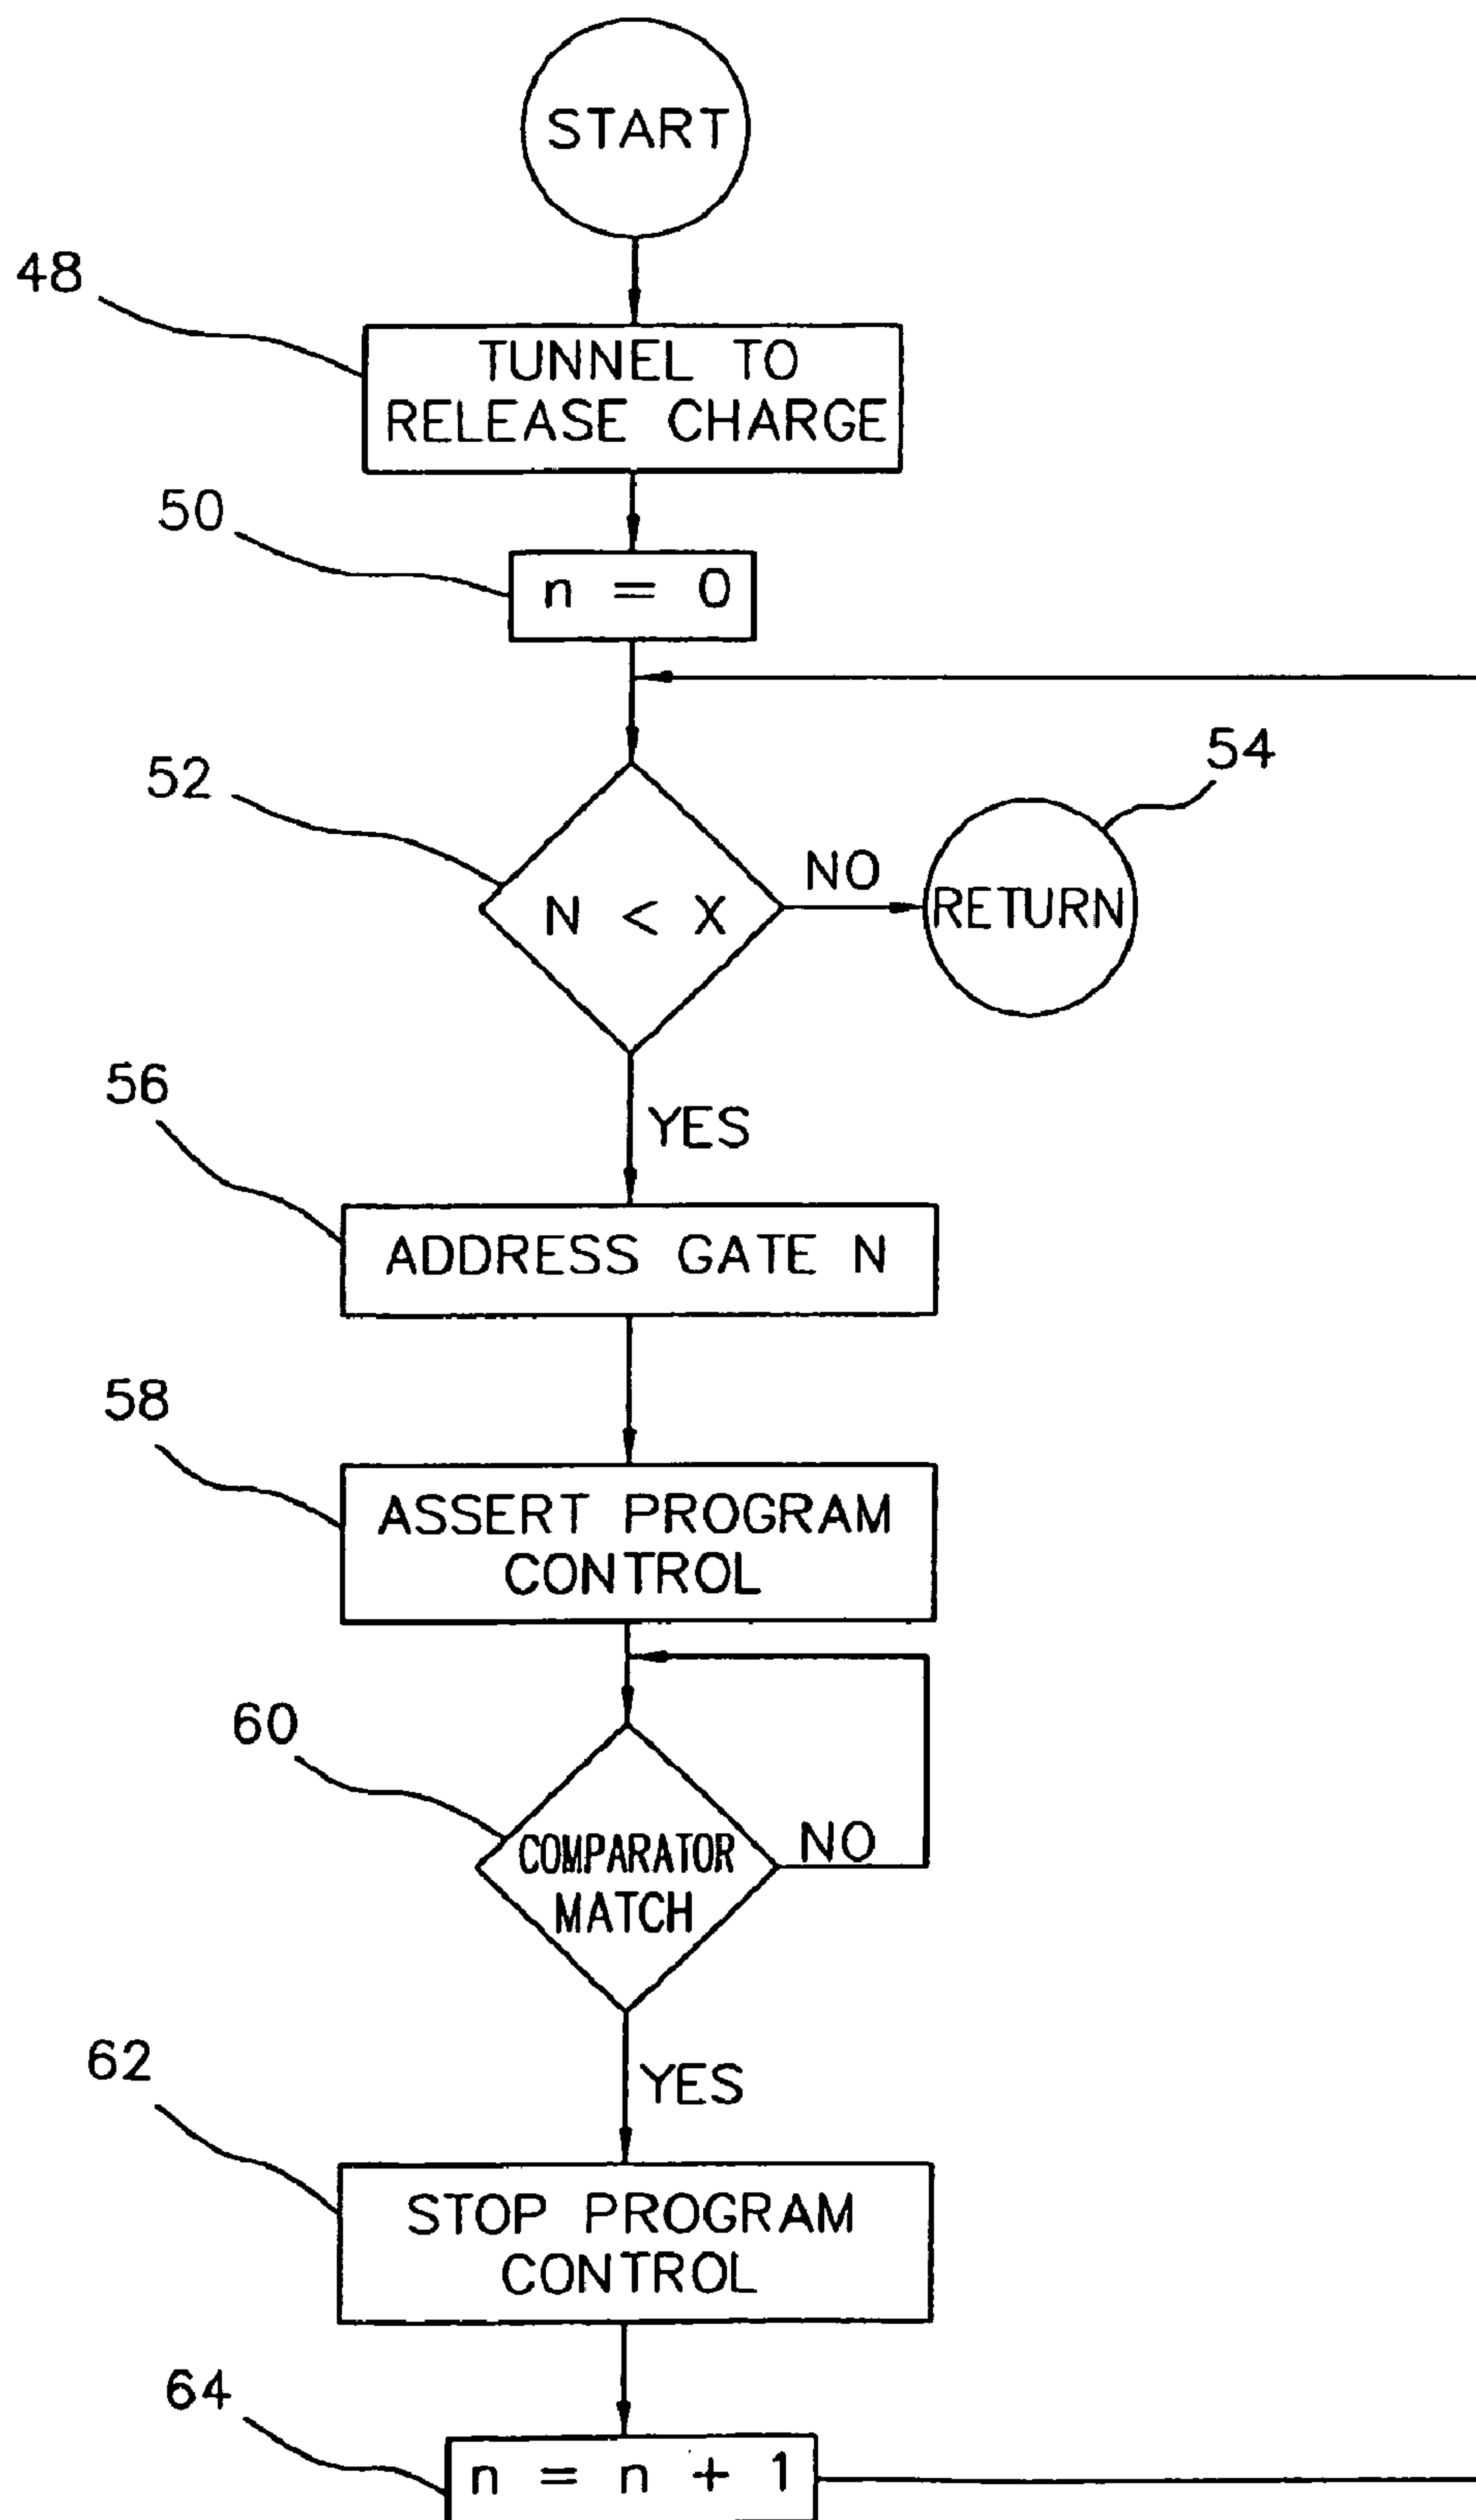 START
48
TUNNEL TO
RELEASE CHARGE
50
n = 0
52
N < X
NO
54
RETURN
YES
56
ADDRESS GATE N
58
ASSERT PROGRAM
CONTROL
60
COMPARATOR
MATCH
NO
YES
62
STOP PROGRAM
CONTROL
64
n = n + 1